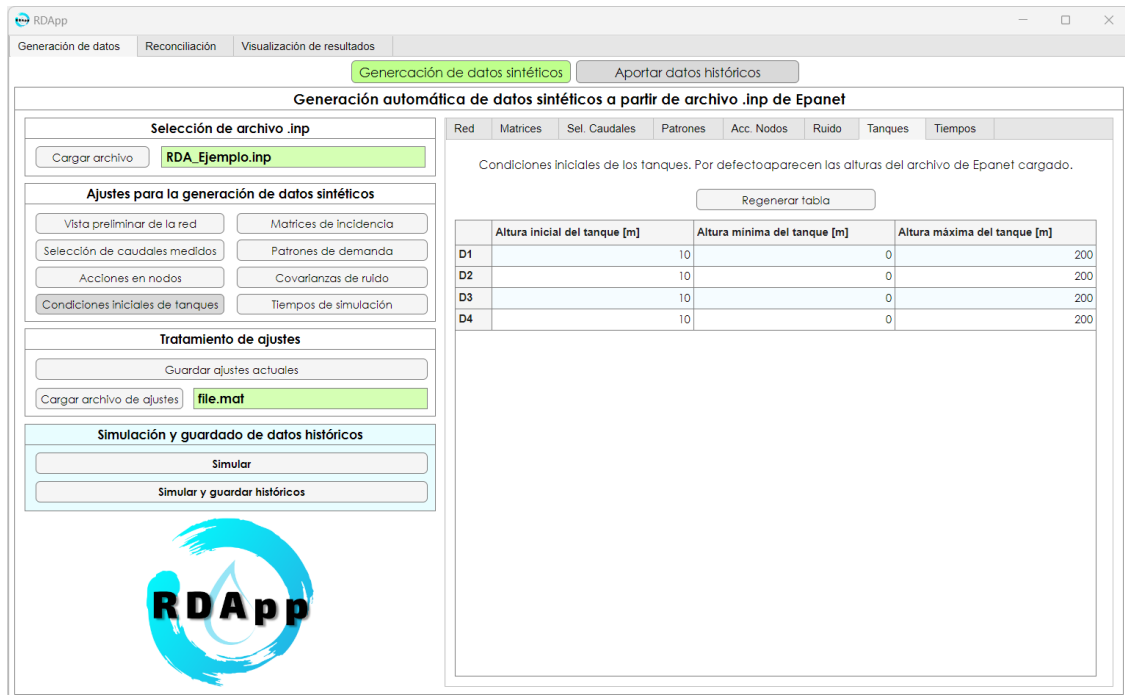 RDApp
Generación de datos Reconciliación Visualización de resultados
Genercación de datos sintéticos Aportar datos históricos
Generación automática de datos sintéticos a partir de archivo .inp de Epanet
Selección de archivo .inp
Cargar archivo RDA_Ejemplo.inp
Ajustes para la generación de datos sintéticos
Vista preliminar de la red Matrices de incidencia
Selección de caudales medidos Patrones de demanda
Acciones en nodos Covarianzas de ruido
Condiciones iniciales de tanques Tiempos de simulación
Tratamiento de ajustes
Guardar ajustes actuales
Cargar archivo de ajustes file.mat
Simulación y guardado de datos históricos
Simular
Simular y guardar históricos
RDApp
Red Matrices Sel. Caudales Patrones Acc. Nodos Ruido Tanques Tiempos
Condiciones iniciales de los tanques. Por defectoaparecen las alturas del archivo de Epanet cargado.
Regenerar tabla
Altura inicial del tanque [m] Altura mínima del tanque [m] Altura máxima del tanque [m]
D1 10 0 200
D2 10 0 200
D3 10 0 200
D4 10 0 200